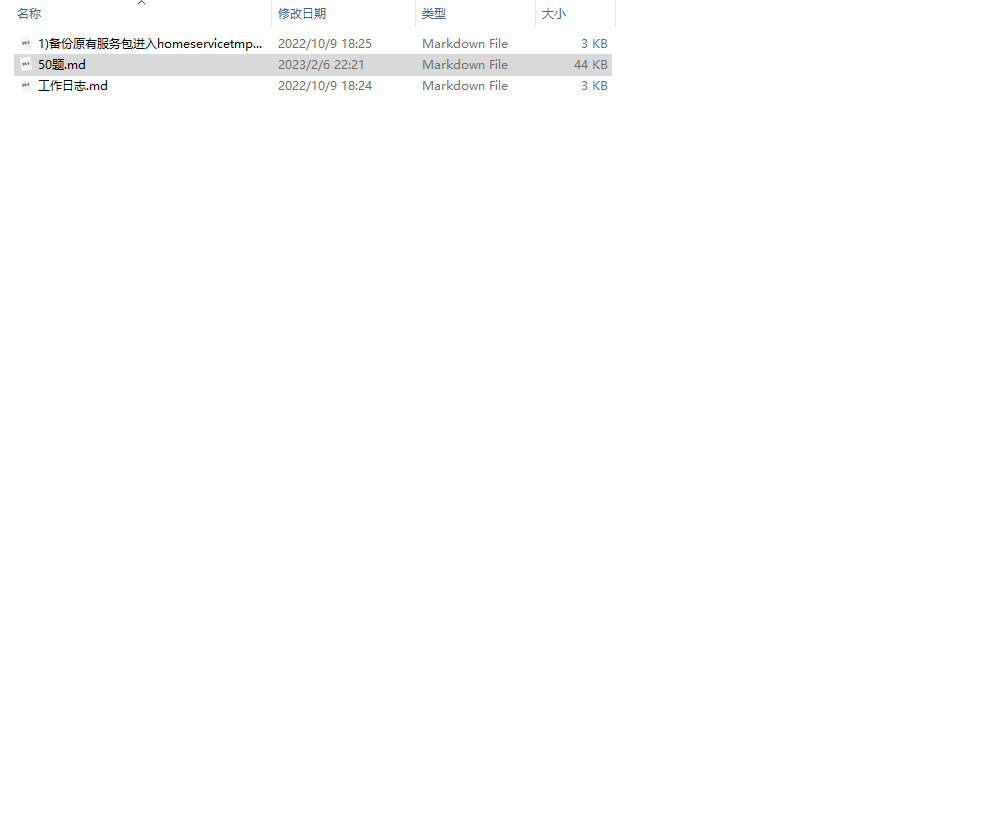 名称 修改日期 类型 大小
1)备份原有服务包进入homeservicetmp... 2022/10/9 18:25 Markdown File 3 KB
50题.md 2023/2/6 22:21 Markdown File 44 KB
工作日志.md 2022/10/9 18:24 Markdown File 3 KB